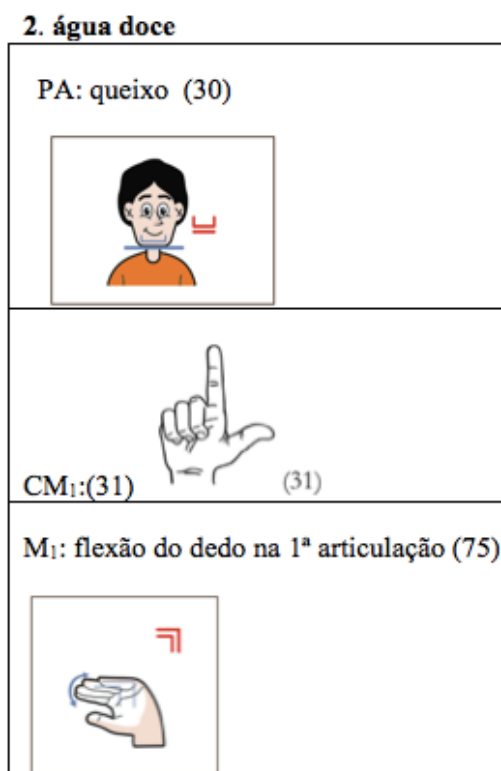 2. água doce
PA: queixo (30)
CM1:(31) (31)
M1: flexão do dedo na 1ª articulação (75)